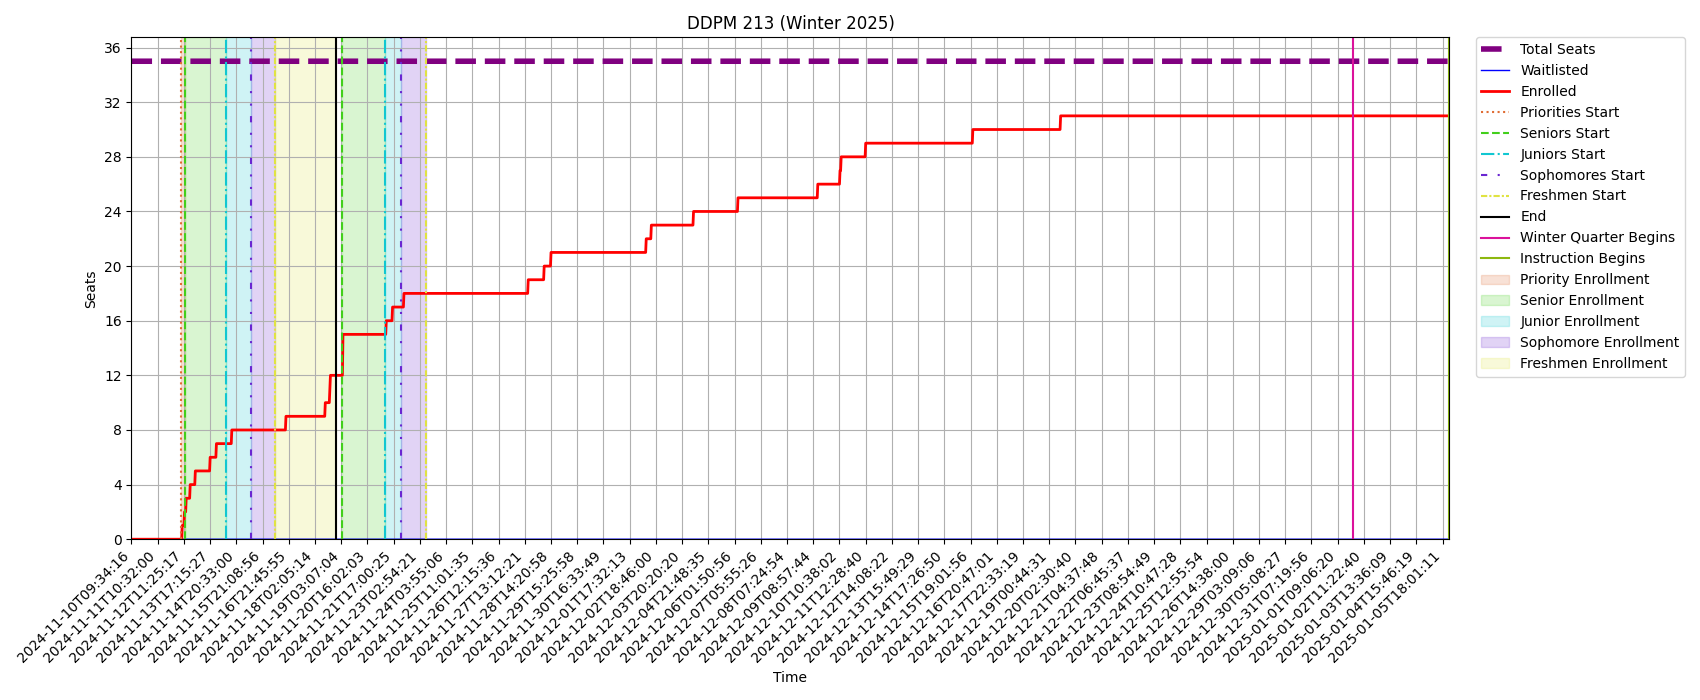 DDPM 213 (Winter 2025)
36
32
28
24
20
16
12
8
4
0
Seats
Total Seats
Waitlisted
Enrolled
Priorities Start
Seniors Start
Juniors Start
Sophomores Start
Freshmen Start
End
Winter Quarter Begins
Instruction Begins
Priority Enrollment
Senior Enrollment
Junior Enrollment
Sophomore Enrollment
Freshmen Enrollment
2024-11-10T09:34:16
2024-11-11T10:32:00
2024-11-12T11:25:17
2024-11-13T17:15:27
2024-11-14T20:33:00
2024-11-15T21:08:56
2024-11-16T21:45:55
2024-11-18T02:05:14
2024-11-19T03:07:04
2024-11-20T16:02:03
2024-11-21T17:00:25
2024-11-23T02:54:21
2024-11-24T03:55:06
2024-11-25T11:01:35
2024-11-26T12:15:36
2024-11-27T13:12:21
2024-11-28T14:20:58
2024-11-29T15:25:58
2024-11-30T16:33:49
2024-12-01T17:32:13
2024-12-02T18:46:00
2024-12-03T20:20:20
2024-12-04T21:48:35
2024-12-06T01:50:56
2024-12-07T05:55:26
2024-12-08T07:24:54
2024-12-09T08:57:44
2024-12-10T10:38:02
2024-12-11T12:28:40
2024-12-12T14:08:22
2024-12-13T15:49:29
2024-12-14T17:26:50
2024-12-15T19:01:56
2024-12-16T20:47:01
2024-12-17T22:33:19
2024-12-19T00:44:31
2024-12-20T02:30:40
2024-12-21T04:37:48
2024-12-22T06:45:37
2024-12-23T08:54:49
2024-12-24T10:47:28
2024-12-25T12:55:54
2024-12-26T14:38:00
2024-12-29T03:09:06
2024-12-30T05:08:27
2024-12-31T07:19:56
2025-01-01T09:06:20
2025-01-02T11:22:40
2025-01-03T13:36:09
2025-01-04T15:46:19
2025-01-05T18:01:11
Time